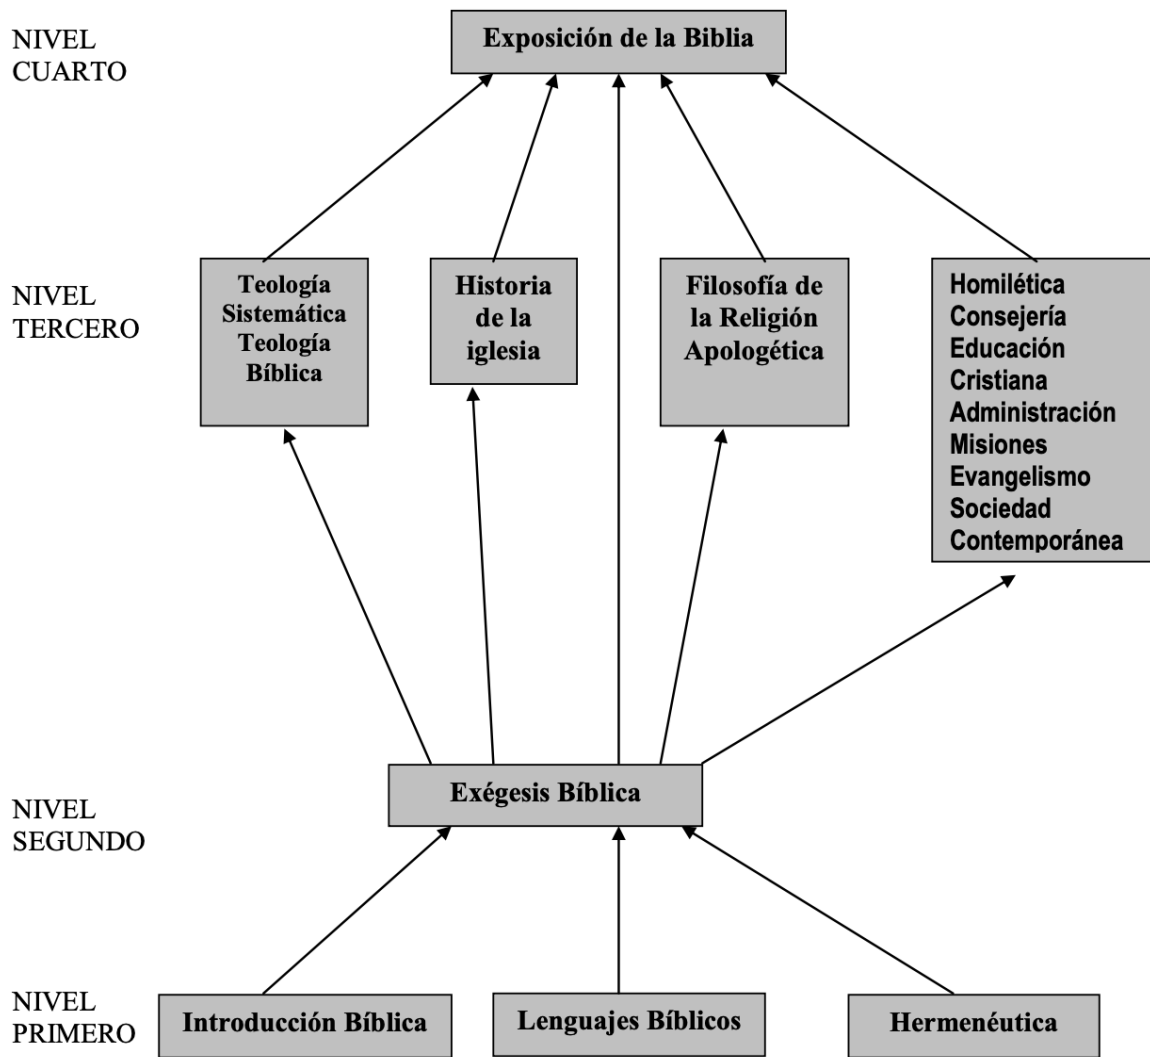 NIVEL
CUARTO
Exposición de la Biblia
NIVEL
TERCERO
Teología
Sistemática
Teología
Bíblica
Historia
de la
iglesia
Filosofía de
la Religión
Apologética
Homilética
Consejería
Educación
Cristiana
Administración
Misiones
Evangelismo
Sociedad
Contemporánea
NIVEL
SEGUNDO
Exégesis Bíblica
NIVEL
PRIMERO
Introducción Bíblica
Lenguajes Bíblicos
Hermenéutica